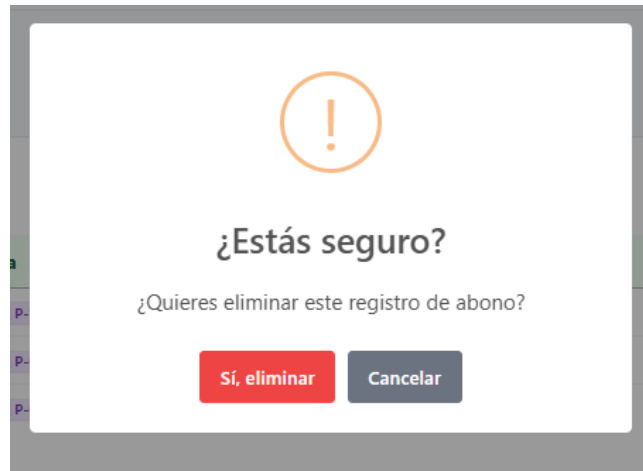 !
¿Estás seguro?
¿Quieres eliminar este registro de abono?
a
P-
P-
P-
Sí, eliminar
Cancelar